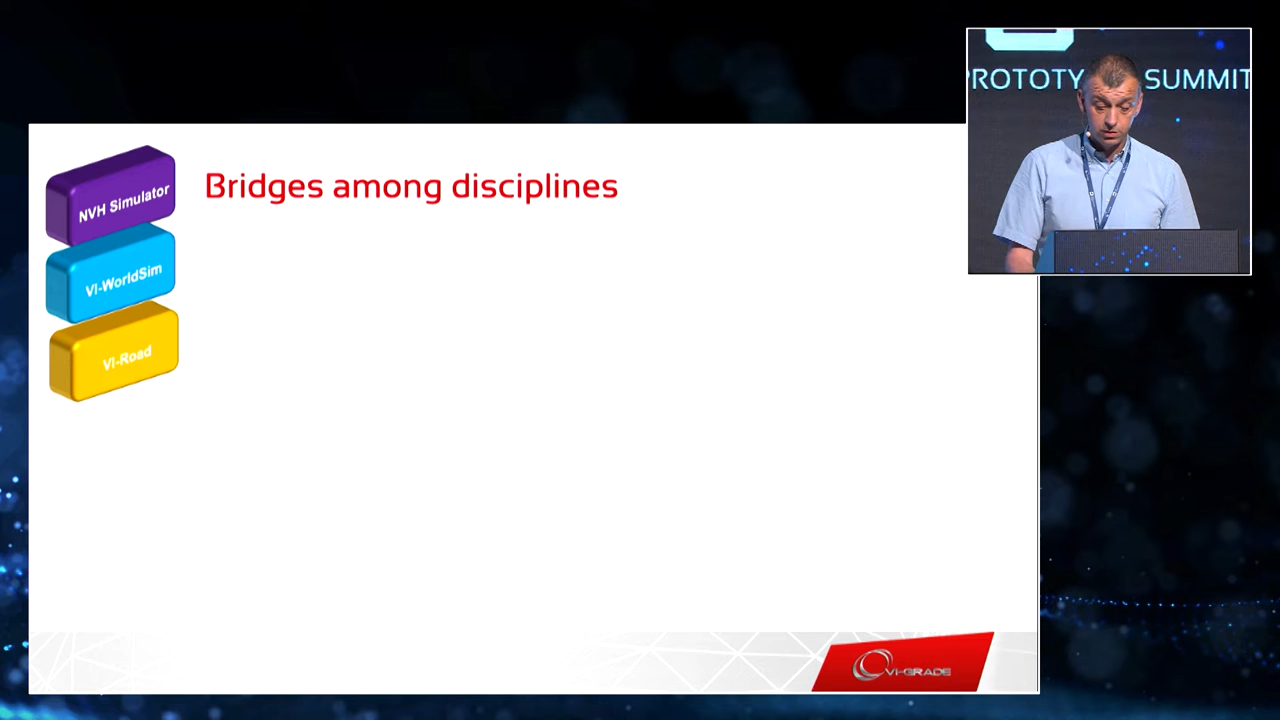 NVH Simulator
Bridges among disciplines
VI-WorldSim
VI-Road
VI-GRADE
PROTOTY SUMMIT